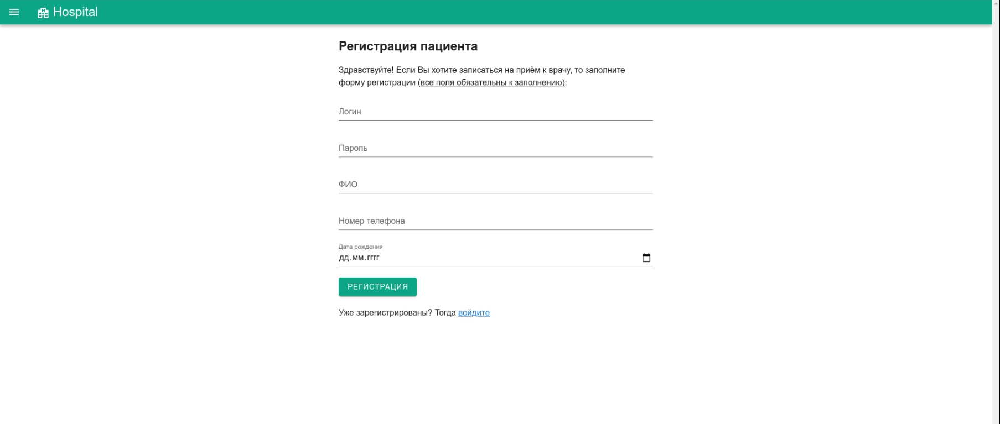 Hospital
Регистрация пациента
Здравствуйте! Если Вы хотите записаться на приём к врачу, то заполните
форму регистрации (все поля обязательны к заполнению):
Логин
Пароль
ФИО
Номер телефона
Дата рождения
дд.мм.гггг
РЕГИСТРАЦИЯ
Уже зарегистрированы? Тогда войдите